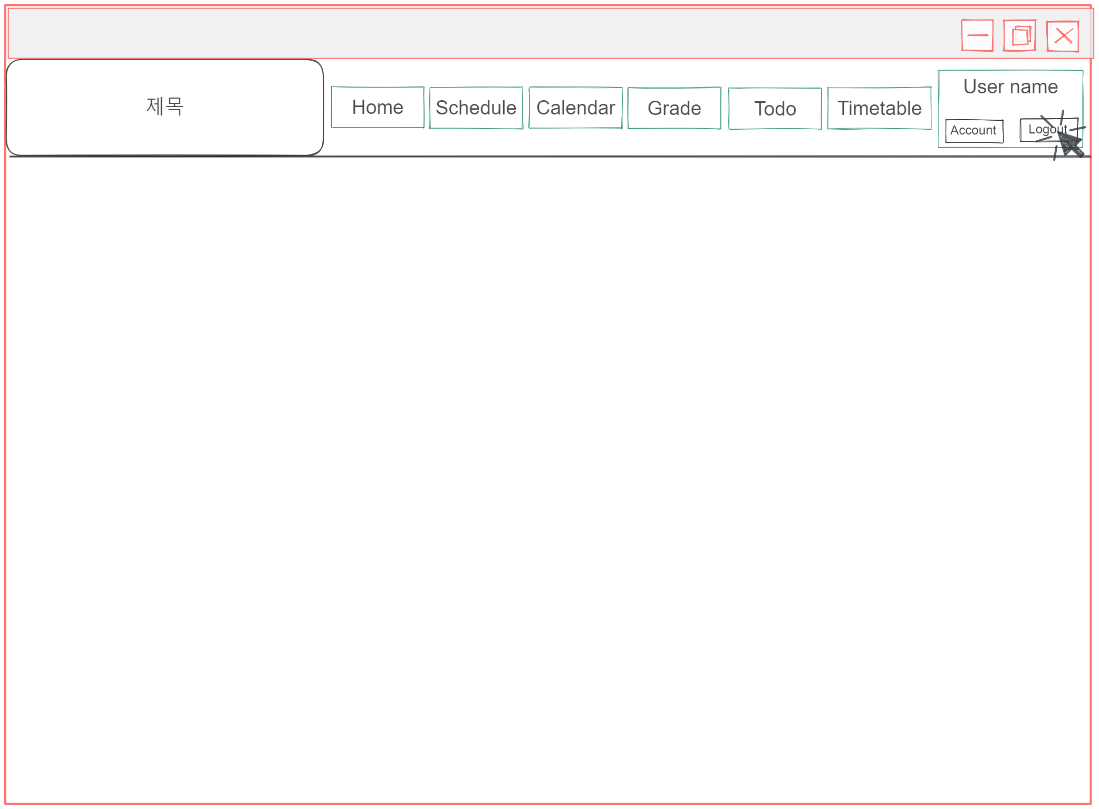 제목
Home
Schedule
Calendar
Grade
Todo
Timetable
User name
Account
Logout